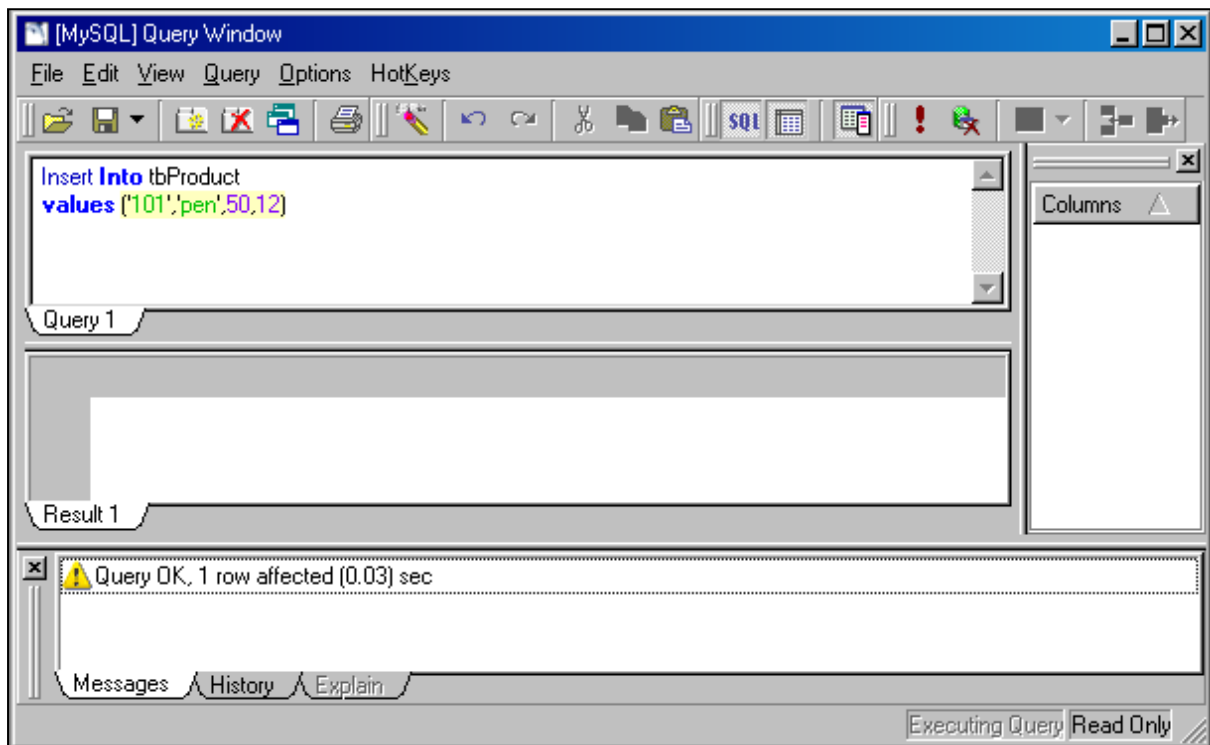 [MySQL] Query Window
File Edit View Query Options HotKeys
SQL
Insert Into tbProduct
values ('101','pen',50,12)
Columns
Query 1
Result 1
Query OK, 1 row affected (0.03) sec
Messages History Explain
Executing Query Read Only